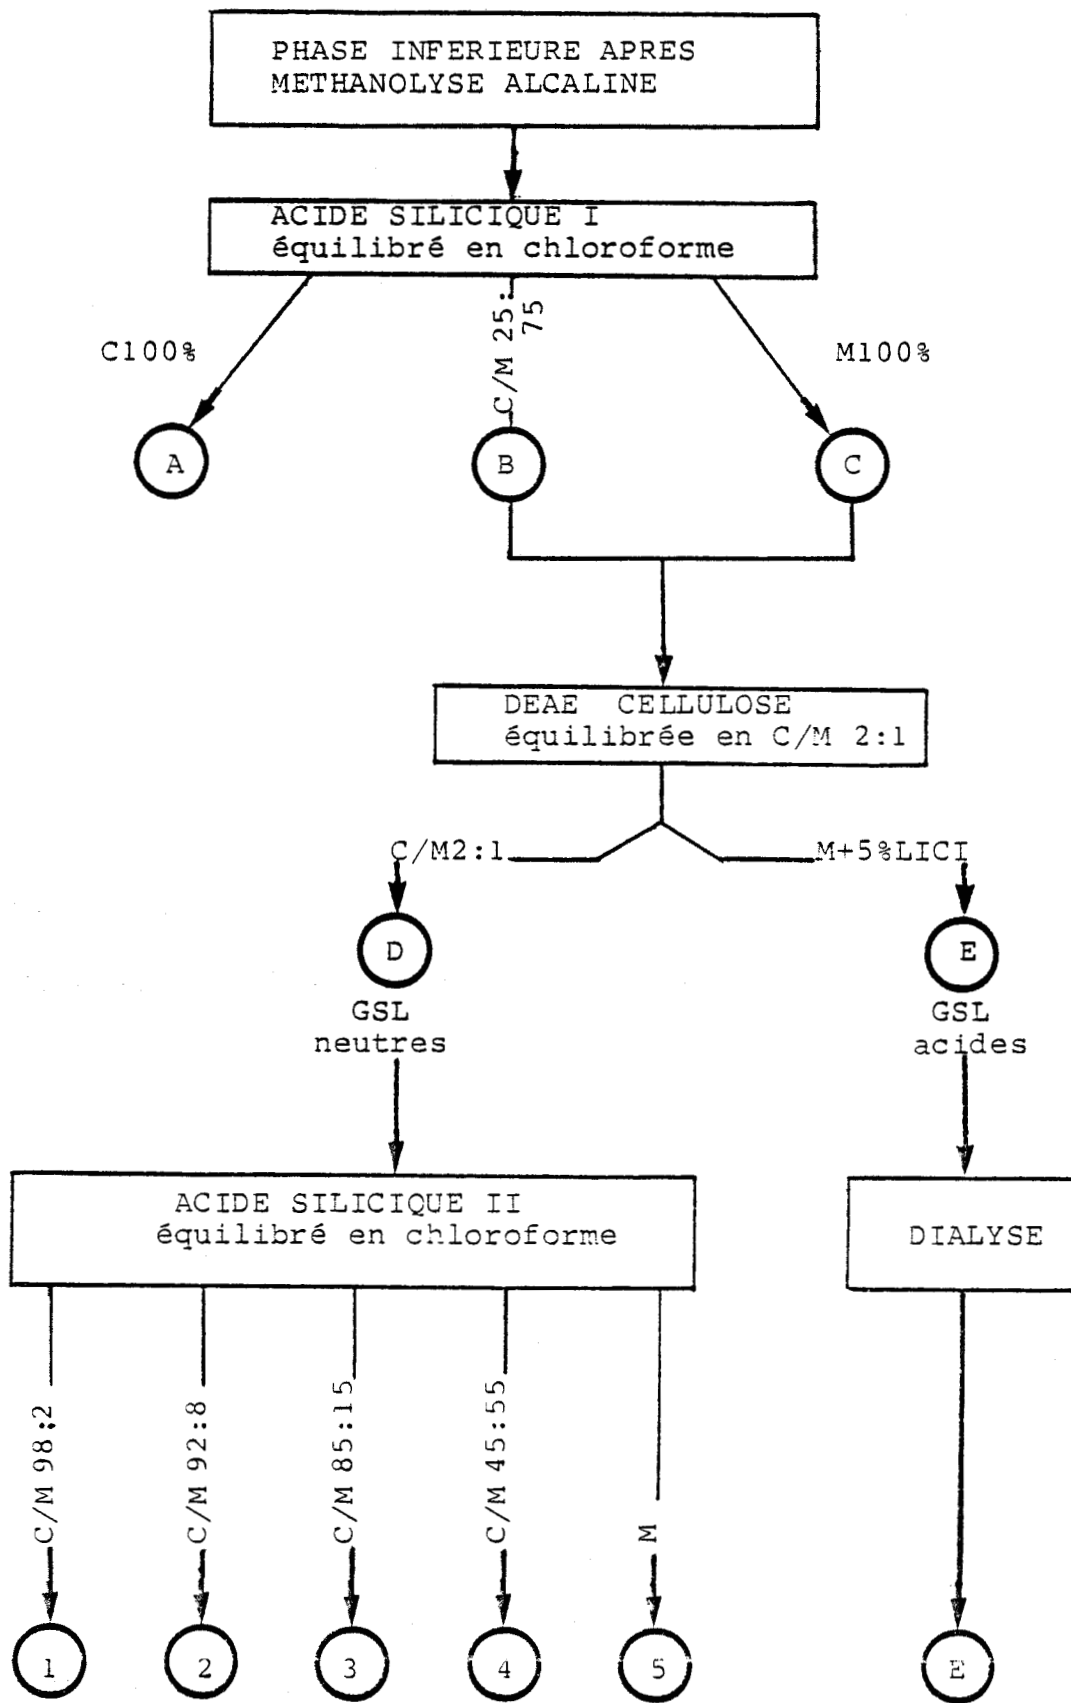 PHASE INFERIEURE APRES
METHANOLYSE ALCALINE
ACIDE SILICIQUE I
équilibré en chloroforme
C100%
C/M 25:
75
M100%
A
B
C
DEAE CELLULOSE
équilibrée en C/M 2:1
C/M2:1
M+5%LICI
D
E
GSL
neutres
GSL
acides
ACIDE SILICIQUE II
équilibré en chloroforme
DIALYSE
C/M 98:2
C/M 92:8
C/M 85:15
C/M 45:55
M
1
2
3
4
5
E